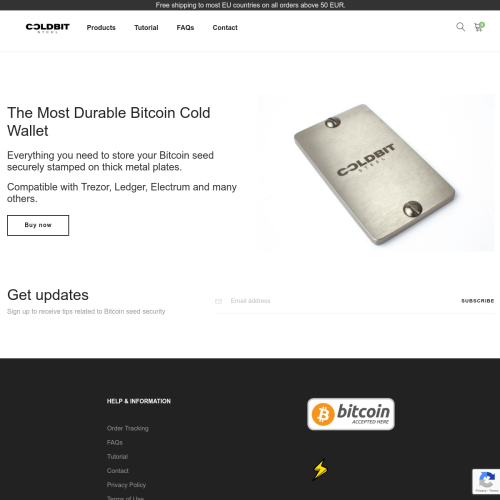 Free shipping to most EU countries on all orders above 50 EUR.
COLDBIT
STEEL
Products
Tutorial
FAQs
Contact
0
The Most Durable Bitcoin Cold
Wallet
Everything you need to store your Bitcoin seed
securely stamped on thick metal plates.
Compatible with Trezor, Ledger, Electrum and many
others.
Buy now
COLDBIT
STEEL
Get updates
Sign up to receive tips related to Bitcoin seed security
Email address
SUBSCRIBE
HELP & INFORMATION
Order Tracking
FAQs
Tutorial
Contact
Privacy Policy
Terms of Use
bitcoin
ACCEPTED HERE
Privacy - Terms